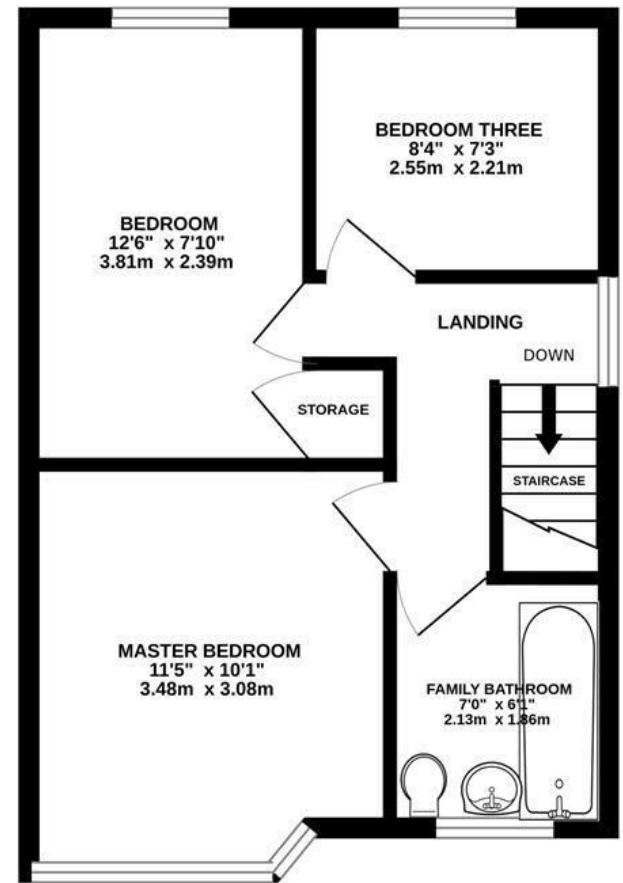 BEDROOM THREE
8'4" x 7'3"
2.55m x 2.21m
BEDROOM
12'6" x 7'10"
3.81m x 2.39m
LANDING
DOWN
STORAGE
STAIRCASE
MASTER BEDROOM
11'5" x 10'1"
3.48m x 3.08m
FAMILY BATHROOM
7'0" x 6'1"
2.13m x 1.86m